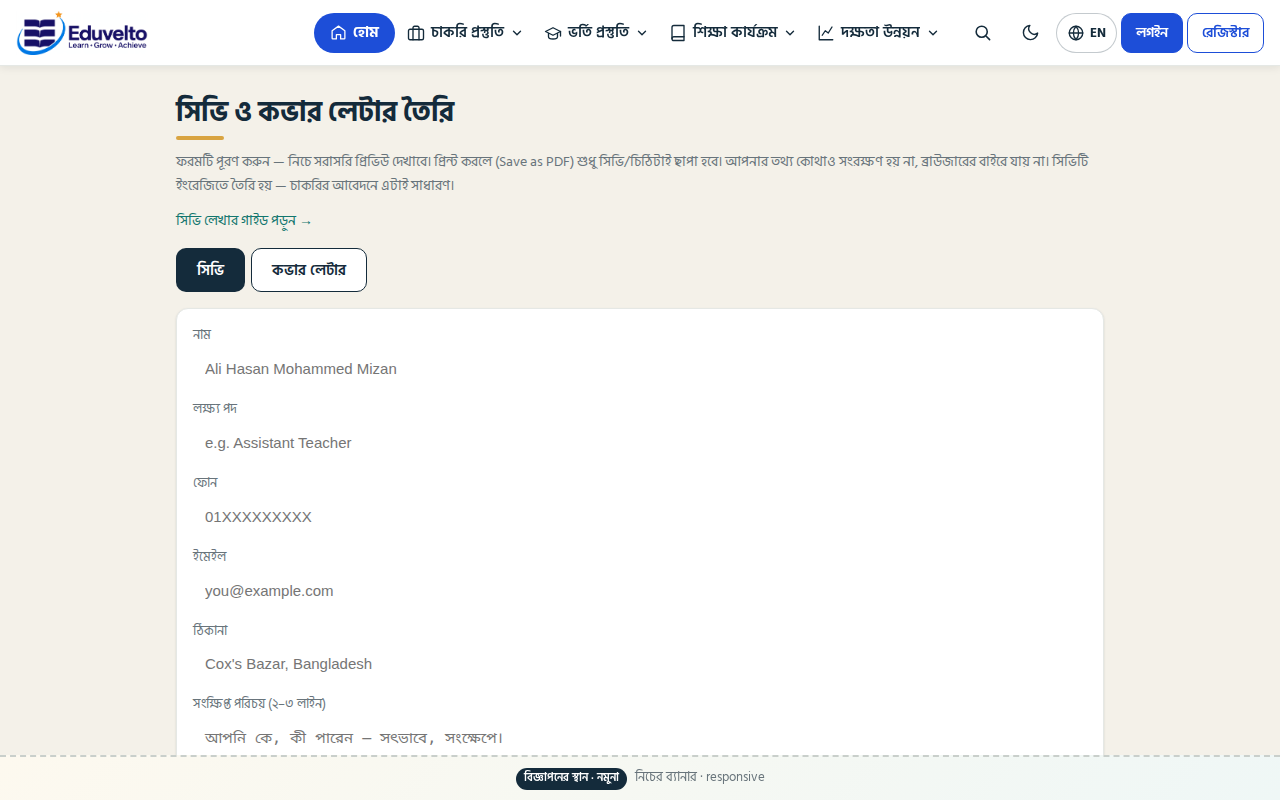 Eduvelto
Learn · Grow · Achieve
হোম
চাকরি প্রস্তুতি
ভর্তি প্রস্তুতি
শিক্ষা কার্যক্রম
দক্ষতা উন্নয়ন
EN
লগইন
রেজিস্টার
সিভি ও কভার লেটার তৈরি
ফরমটি পূরণ করুন — নিচে সরাসরি প্রিভিউ দেখাবে। প্রিন্ট করলে (Save as PDF) শুধু সিভি/চিঠিটাই ছাপা হবে। আপনার তথ্য কোথাও সংরক্ষণ হয় না, ব্রাউজারের বাইরে যায় না। সিভিটি
ইংরেজিতে তৈরি হয় — চাকরির আবেদনে এটাই সাধারণ।
সিভি লেখার গাইড পড়ুন →
সিভি
কভার লেটার
নাম
Ali Hasan Mohammed Mizan
লক্ষ্য পদ
e.g. Assistant Teacher
ফোন
01XXXXXXXXX
ইমেইল
you@example.com
ঠিকানা
Cox's Bazar, Bangladesh
সংক্ষিপ্ত পরিচয় (২–৩ লাইন)
আপনি কে, কী পারেন — সৎভাবে, সংক্ষেপে।
বিজ্ঞাপনের স্থান · নমুনা
নিচের ব্যানার · responsive